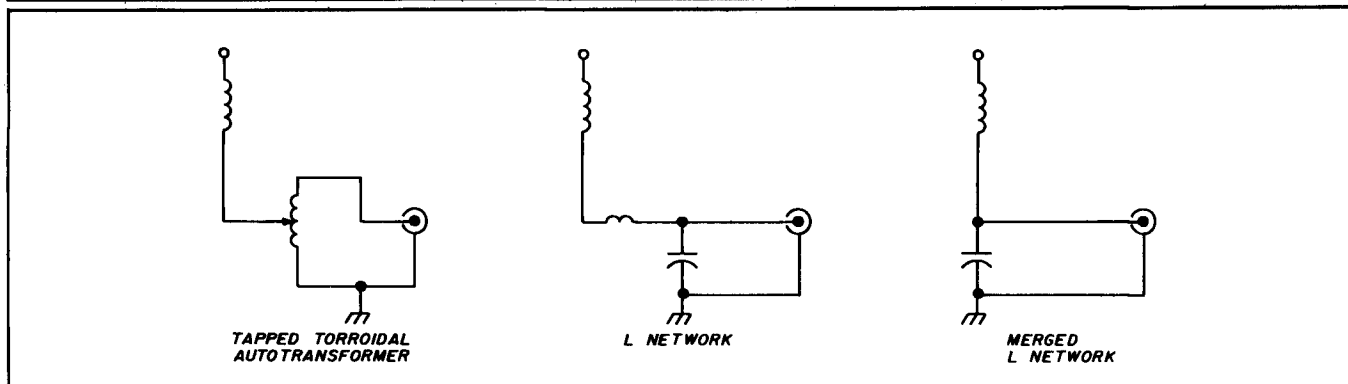 TAPPED TORROIDAL
AUTOTRANSFORMER
L NETWORK
MERGED
L NETWORK